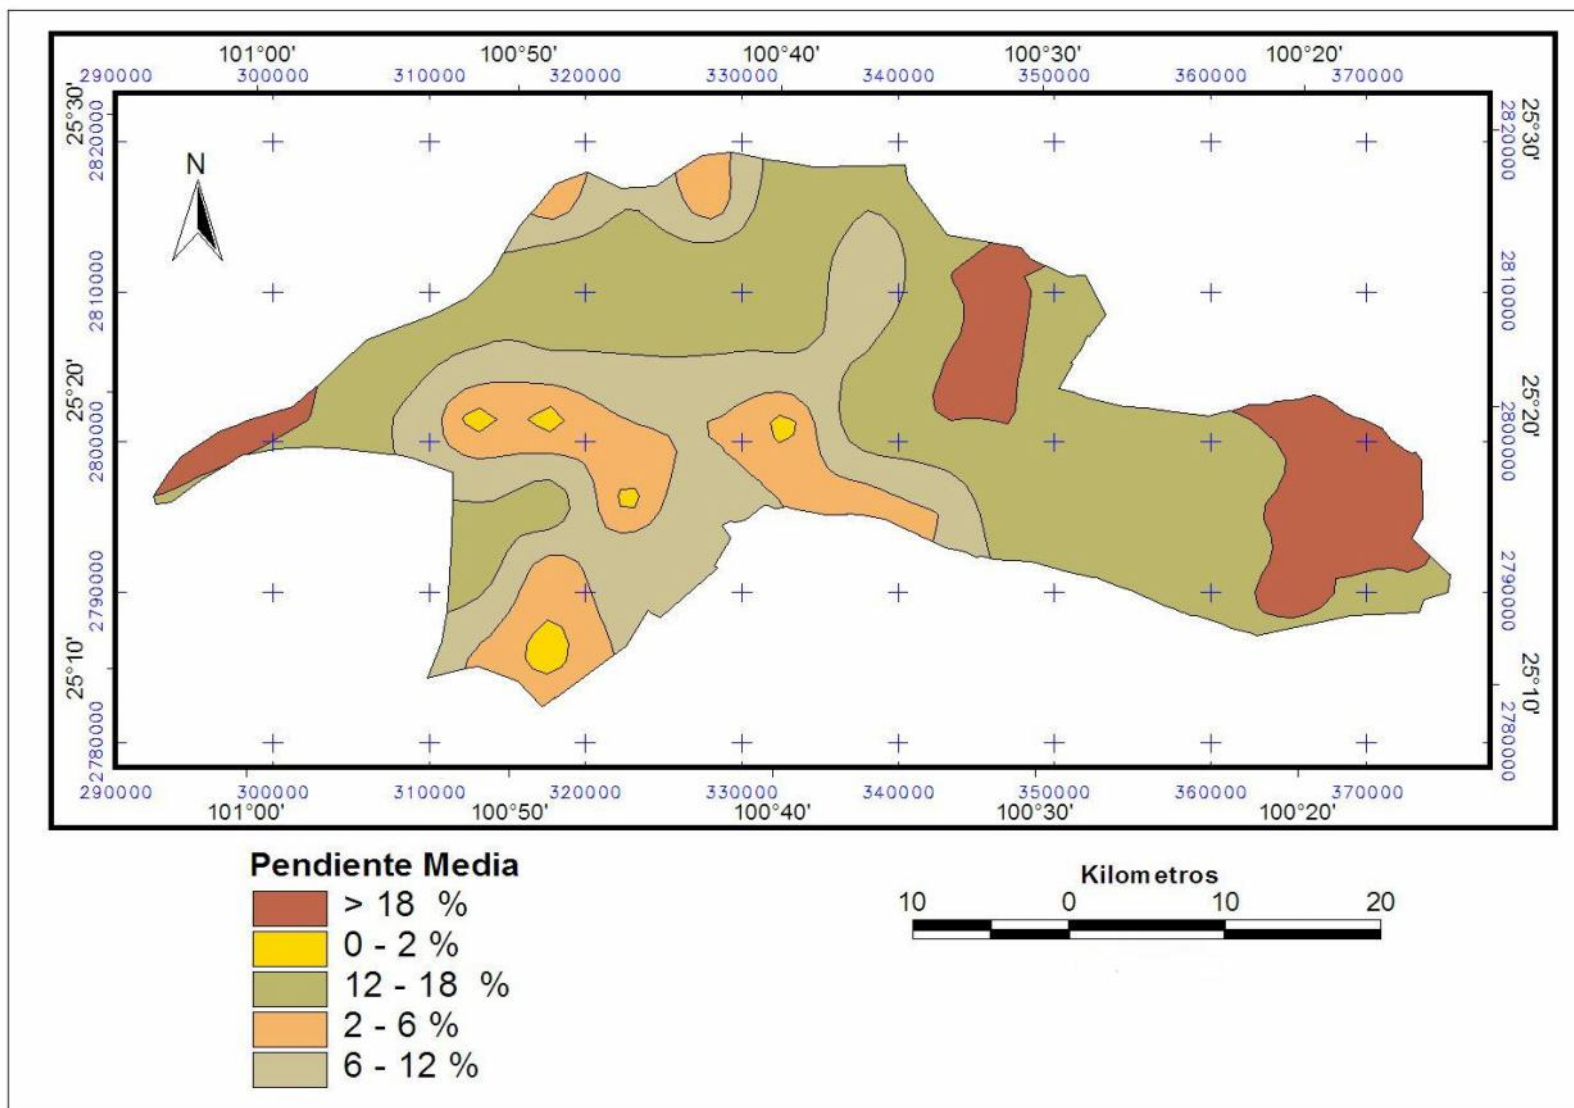 101°00' 100°50' 100°40' 100°30' 100°20'
290000 300000 310000 320000 330000 340000 350000 360000 370000
25°30' 2820000 2820000 25°30'
N
2810000 2810000
25°20' 2800000 2800000 25°20'
2790000 2790000
25°10' 25°10'
2780000 2780000
290000 300000 310000 320000 330000 340000 350000 360000 370000
101°00' 100°50' 100°40' 100°30' 100°20'
Pendiente Media
> 18 %
0 - 2 %
12 - 18 %
2 - 6 %
6 - 12 %
Kilometros
10 0 10 20